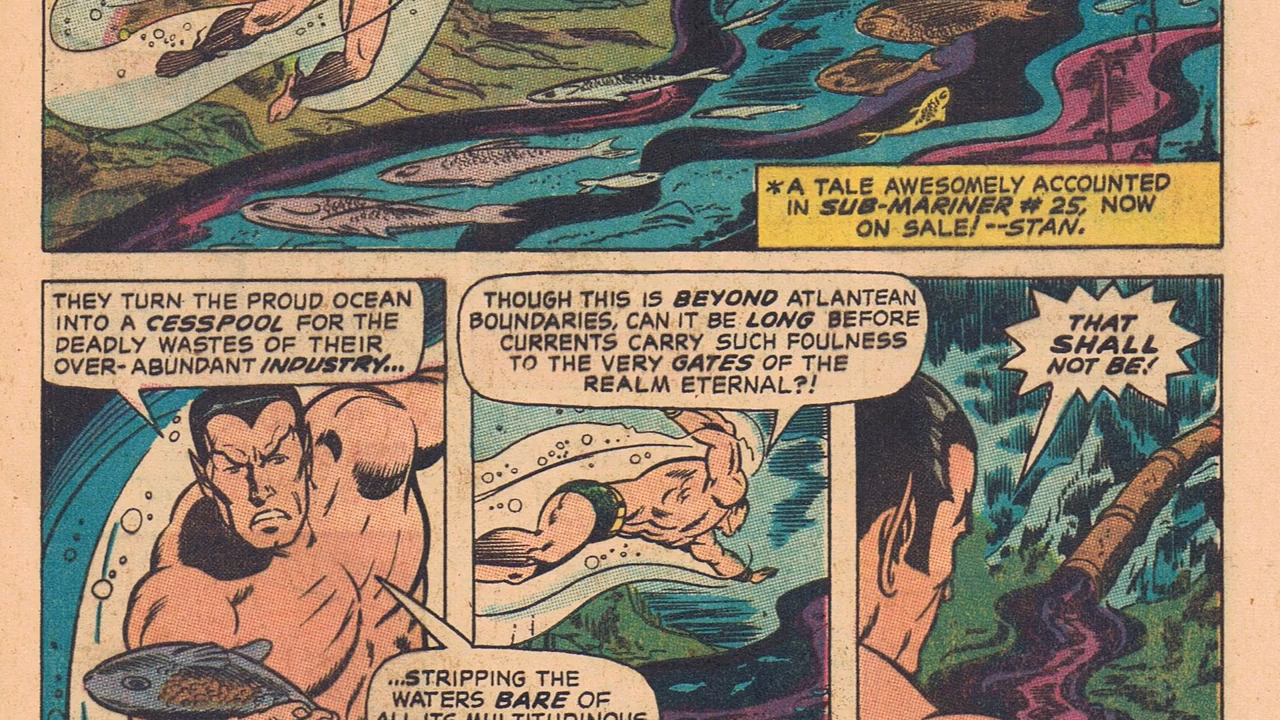 *A TALE AWESOMELY ACCOUNTED
IN SUB-MARINER # 25, NOW
ON SALE! --STAN.
THEY TURN THE PROUD OCEAN
INTO A CESSPOOL FOR THE
DEADLY WASTES OF THEIR
OVER-ABUNDANT INDUSTRY...
...STRIPPING THE
WATERS BARE OF
ALL ITS MULTITUDINOUS
THOUGH THIS IS BEYOND ATLANTEAN
BOUNDARIES, CAN IT BE LONG BEFORE
CURRENTS CARRY SUCH FOULNESS
TO THE VERY GATES OF THE
REALM ETERNAL?!
THAT
SHALL
NOT BE!